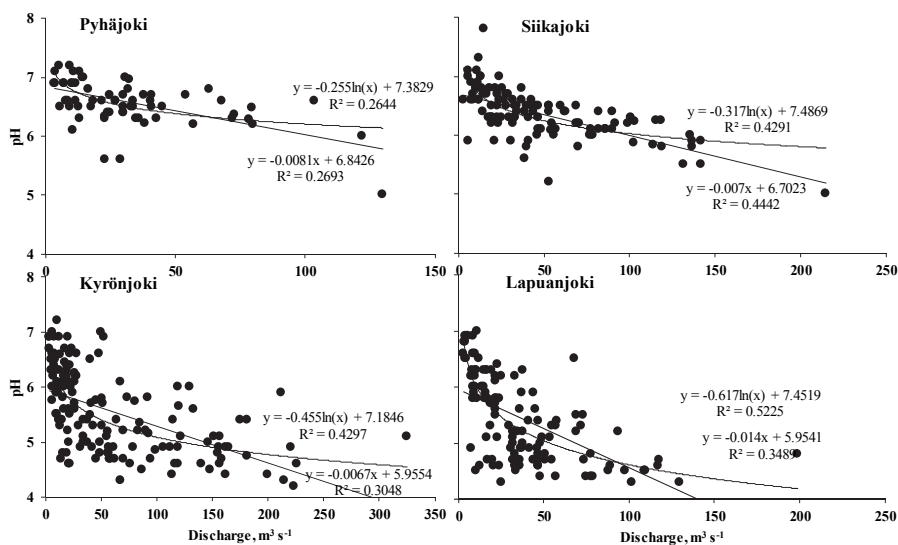 Pyhäjoki
8
7
6
5
4
pH
y = -0.255ln(x) + 7.3829
R² = 0.2644
y = -0.0081x + 6.8426
R² = 0.2693
0 50 100 150
Siikajoki
y = -0.317ln(x) + 7.4869
R² = 0.4291
y = -0.007x + 6.7023
R² = 0.4442
0 50 100 150 200 250
Kyrönjoki
8
7
6
5
4
pH
y = -0.455ln(x) + 7.1846
R² = 0.4297
y = -0.0067x + 5.9554
R² = 0.3048
0 50 100 150 200 250 300
Discharge, m³ s⁻¹
Lapuanjoki
y = -0.617ln(x) + 7.4519
R² = 0.5225
y = -0.014x + 5.9541
R² = 0.3489
0 50 100 150 200 250
Discharge, m³ s⁻¹